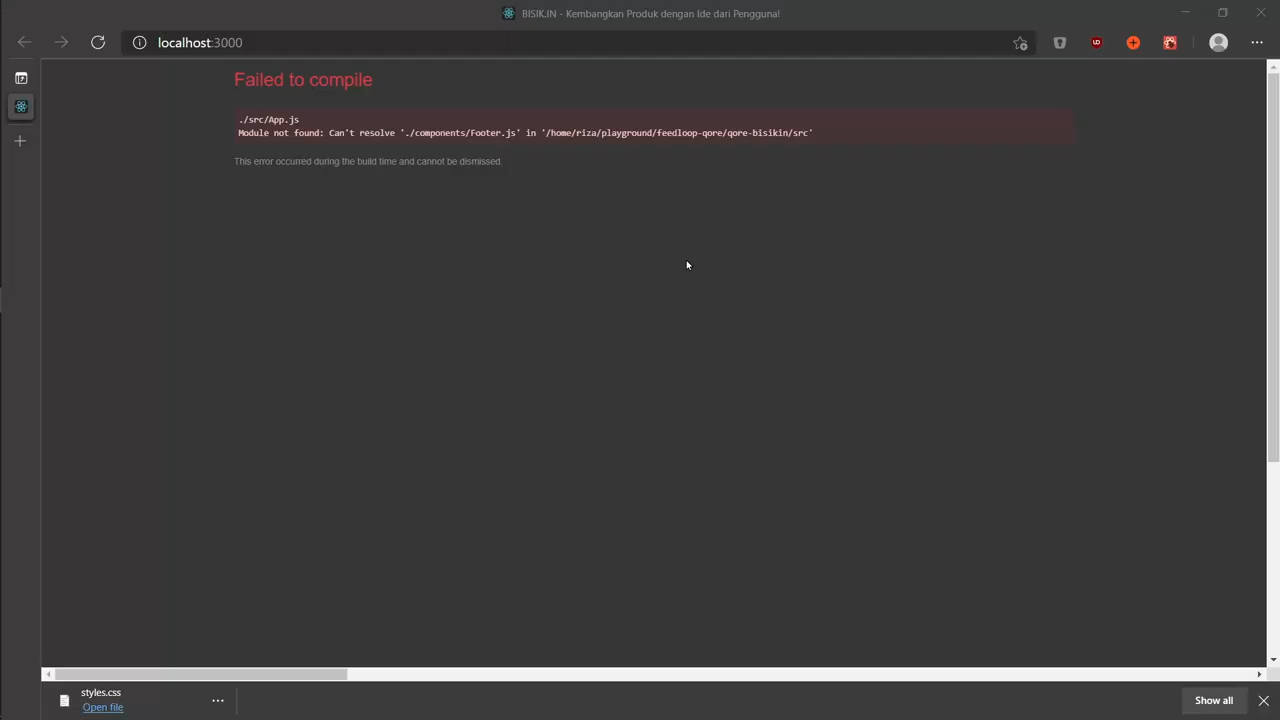 BISIK.IN - Kembangkan Produk dengan Ide dari Pengguna!
localhost:3000
Failed to compile
./src/App.js
Module not found: Can't resolve './components/Footer.js' in '/home/riza/playground/feedloop-qore/qore-bisikin/src'
This error occurred during the build time and cannot be dismissed.
styles.css
Open file
Show all